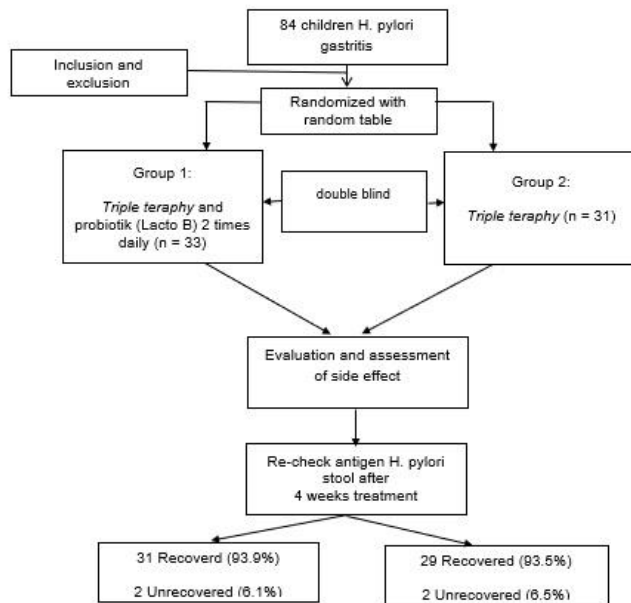 84 children H. pylori
gastritis
Inclusion and
exclusion
Randomized with
random table
Group 1:
Triple teraphy and
probiotik (Lacto B) 2 times
daily (n = 33)
double blind
Group 2:
Triple teraphy (n = 31)
Evaluation and assessment
of side effect
Re-check antigen H. pylori
stool after
4 weeks treatment
31 Recoverd (93.9%)
2 Unrecovered (6.1%)
29 Recovered (93.5%)
2 Unrecovered (6.5%)